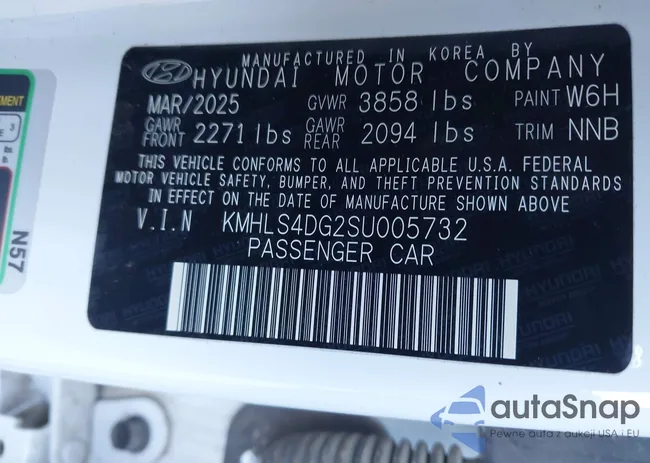 MANUFACTURED IN KOREA BY
HYUNDAI MOTOR COMPANY
MAR/2025 GVWR 3858 lbs PAINT W6H
GAWR FRONT 2271 lbs GAWR REAR 2094 lbs TRIM NNB
THIS VEHICLE CONFORMS TO ALL APPLICABLE U.S.A. FEDERAL
MOTOR VEHICLE SAFETY, BUMPER, AND THEFT PREVENTION STANDARDS
IN EFFECT ON THE DATE OF MANUFACTURE SHOWN ABOVE.
V.I.N KMHLS4DG2SU005732
PASSENGER CAR
N57
autaSnap
Pewne auta z aukcji USA i EU